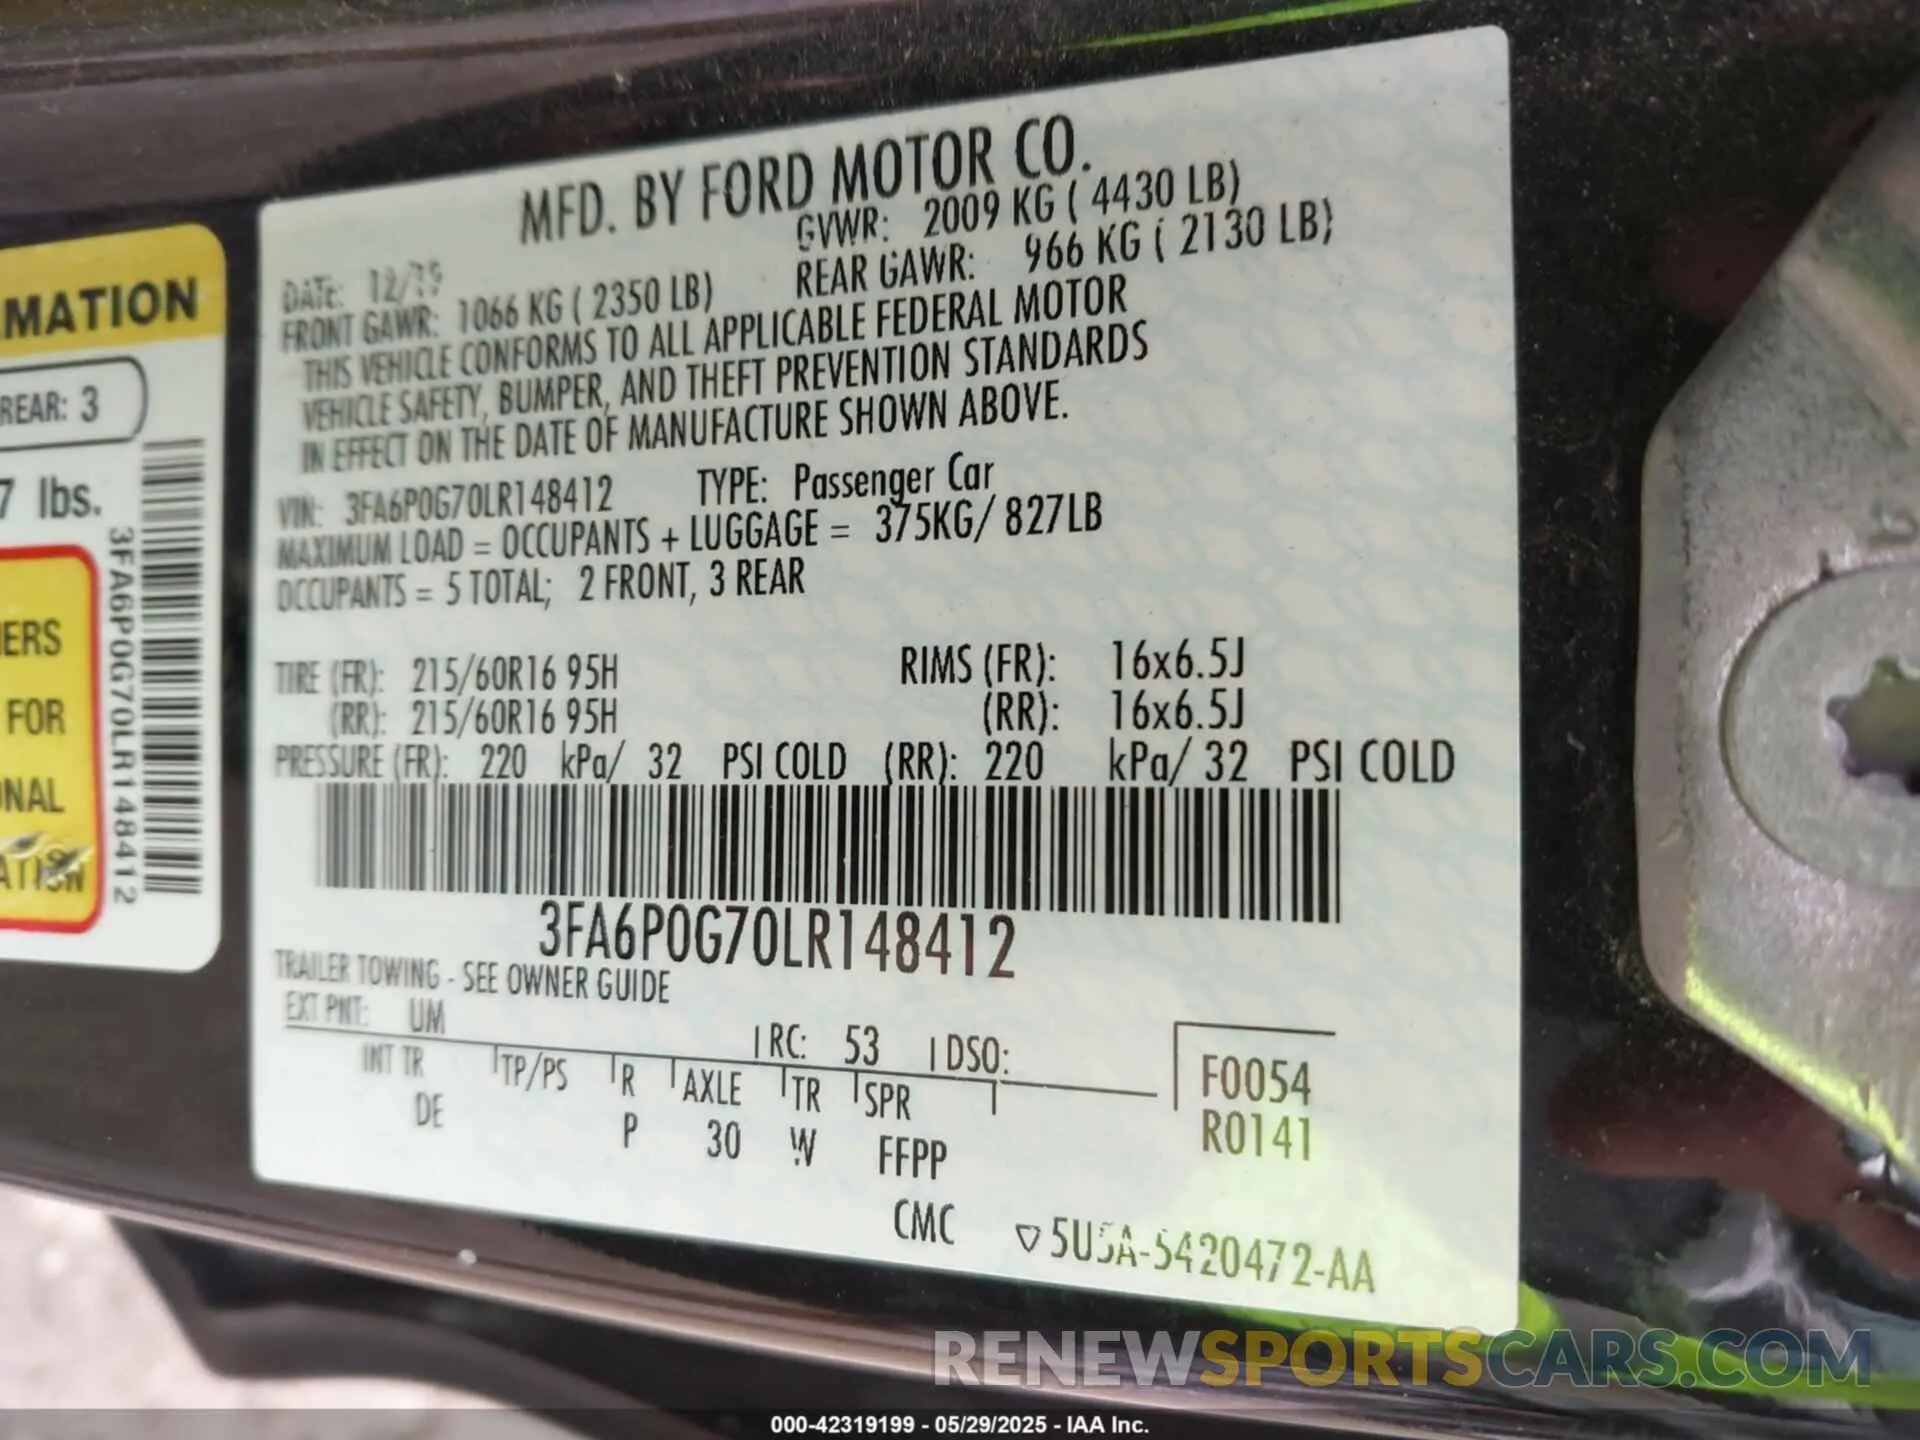 MATION
REAR: 3
7 lbs.
3FA6P0G70LR148412
FOR
MFD. BY FORD MOTOR CO.
DATE: 12/19
GVWR: 2009 KG ( 4430 LB)
FRONT GAWR: 1066 KG ( 2350 LB)
REAR GAWR: 966 KG ( 2130 LB)
THIS VEHICLE CONFORMS TO ALL APPLICABLE FEDERAL MOTOR
VEHICLE SAFETY, BUMPER, AND THEFT PREVENTION STANDARDS
IN EFFECT ON THE DATE OF MANUFACTURE SHOWN ABOVE.
VIN: 3FA6P0G70LR148412 TYPE: Passenger Car
MAXIMUM LOAD = OCCUPANTS + LUGGAGE = 375KG/ 827LB
OCCUPANTS = 5 TOTAL; 2 FRONT, 3 REAR
TIRE (FR): 215/60R16 95H RIMS (FR): 16x6.5J
(RR): 215/60R16 95H (RR): 16x6.5J
PRESSURE (FR): 220 kPa/ 32 PSI COLD (RR): 220 kPa/ 32 PSI COLD
3FA6P0G70LR148412
TRAILER TOWING - SEE OWNER GUIDE
EXT PNT: UM RC: 53 DSO:
INT TR TP/PS R AXLE TR SPR
DE P 30 W FFPP
F0054
R0141
CMC
5U5A-5420472-AA
RENEWSPORTSCARS.COM
000-42319199 - 05/29/2025 - IAA Inc.